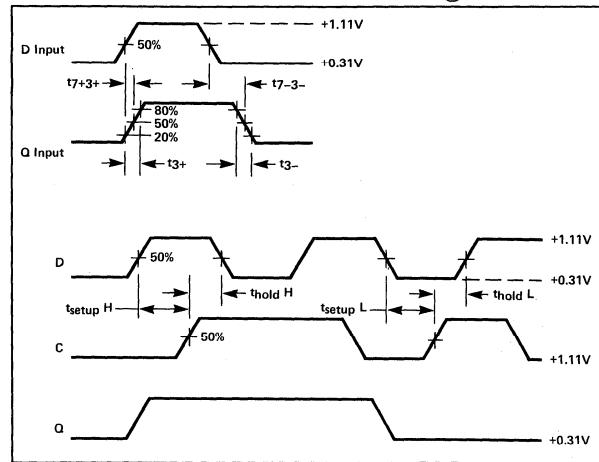 +1.11V
D Input
50%
+0.31V
t7+3+
t7-3-
80%
50%
20%
Q Input
t3+
t3-
+1.11V
D
50%
+0.31V
tsetup H
thold H
tsetup L
thold L
C
50%
+1.11V
Q
+0.31V